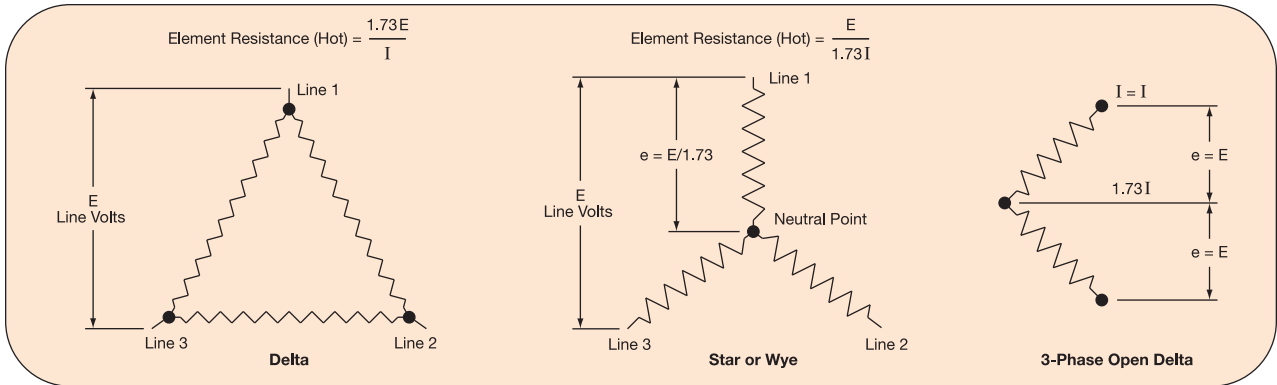 Element Resistance (Hot) = 1.73E / I
Line 1
E
Line Volts
Line 3
Line 2
Delta
Element Resistance (Hot) = E / 1.73I
Line 1
e = E/1.73
E
Line Volts
Neutral Point
Line 3
Line 2
Star or Wye
I = I
e = E
1.73I
e = E
3-Phase Open Delta